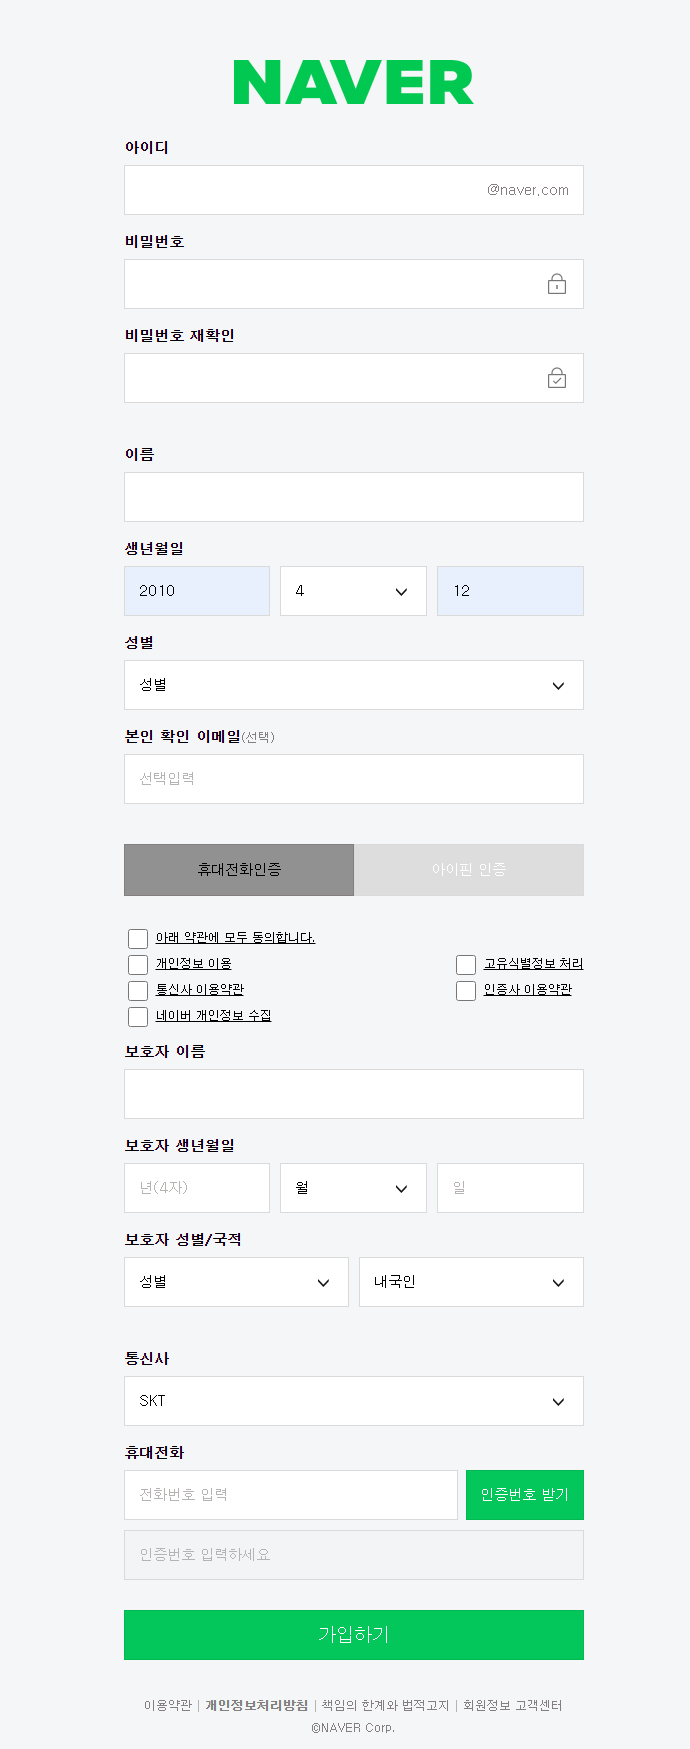 NAVER
아이디
@naver.com
비밀번호
비밀번호 재확인
이름
생년월일
2010 4 12
성별
성별
본인 확인 이메일(선택)
선택입력
휴대전화인증 아이핀 인증
아래 약관에 모두 동의합니다.
개인정보 이용 고유식별정보 처리
통신사 이용약관 인증사 이용약관
네이버 개인정보 수집
보호자 이름
보호자 생년월일
년(4자) 월 일
보호자 성별/국적
성별 내국인
통신사
SKT
휴대전화
전화번호 입력 인증번호 받기
인증번호 입력하세요
가입하기
이용약관 | 개인정보처리방침 | 책임의 한계와 법적고지 | 회원정보 고객센터
©NAVER Corp.